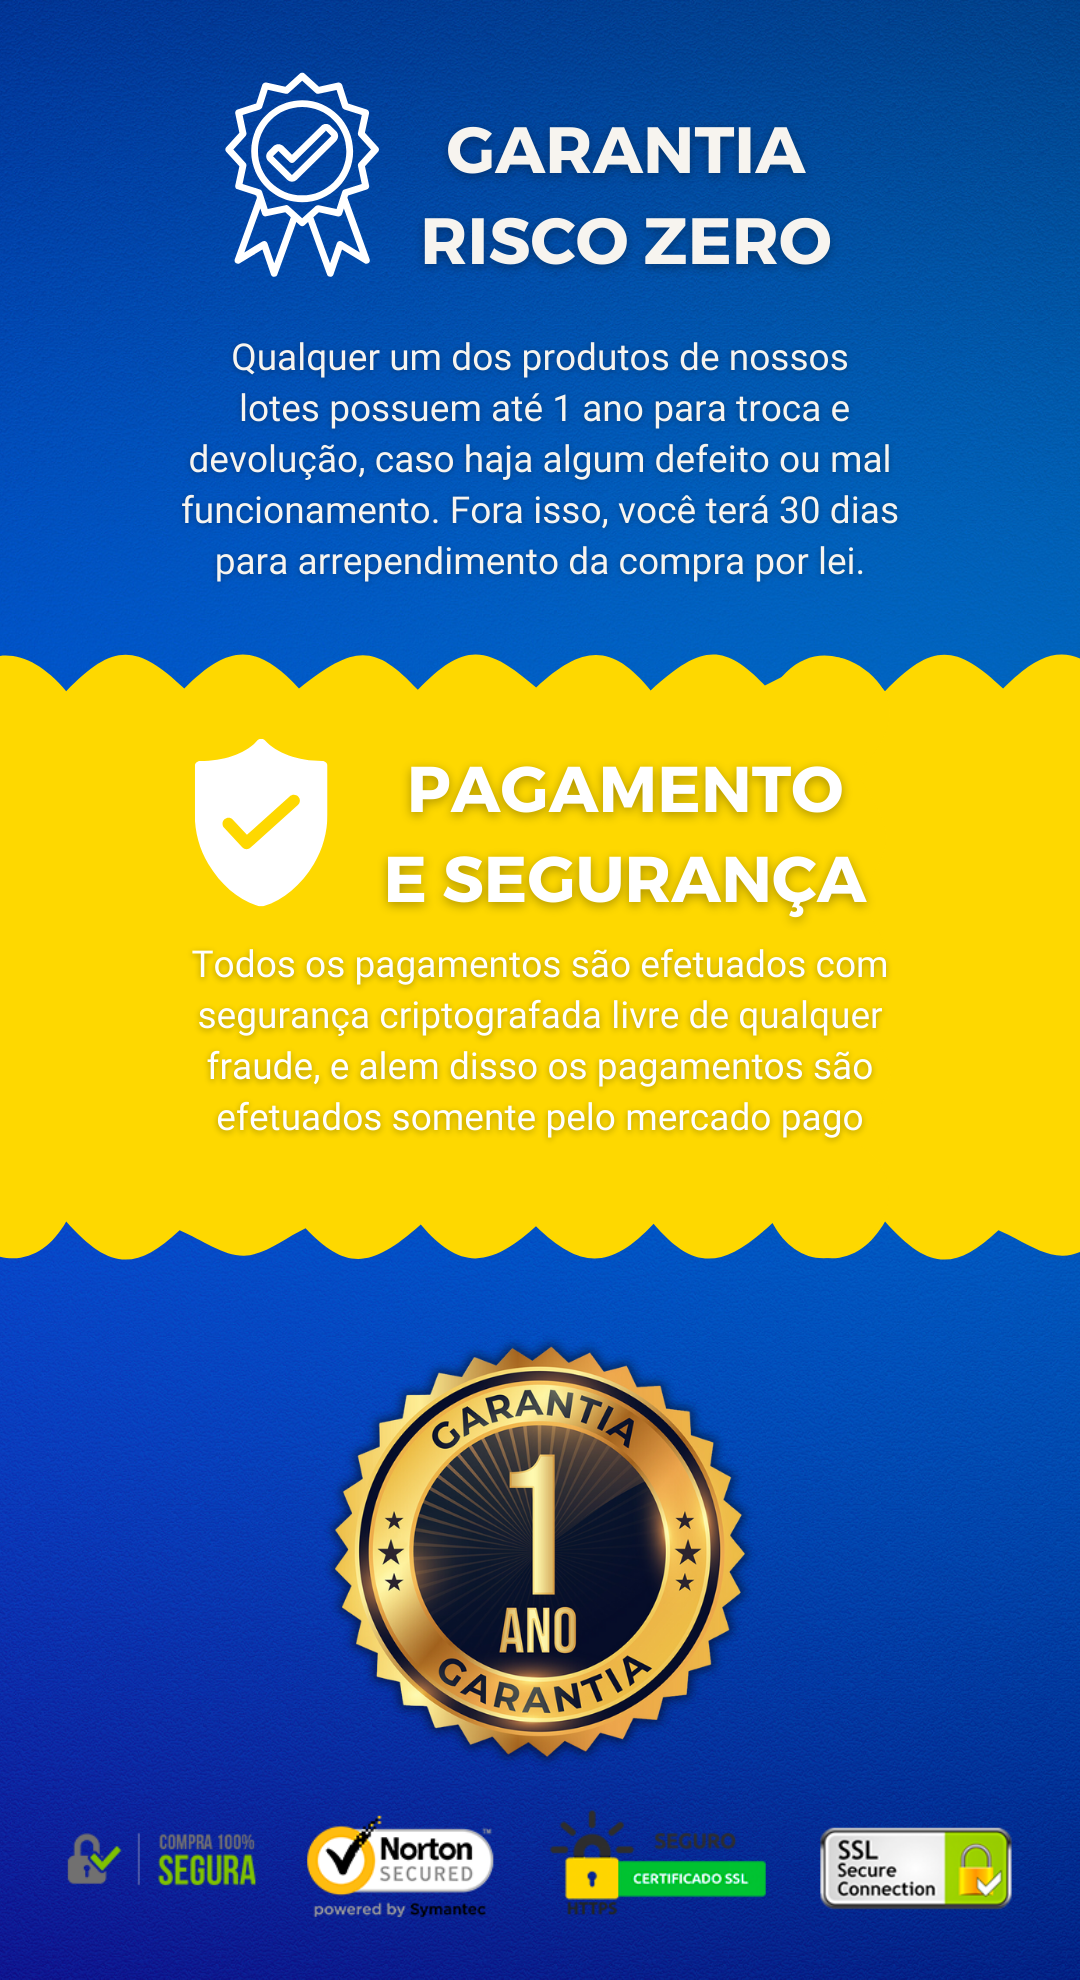 GARANTIA
RISCO ZERO
Qualquer um dos produtos de nossos
lotes possuem até 1 ano para troca e
devolução, caso haja algum defeito ou mal
funcionamento. Fora isso, você terá 30 dias
para arrependimento da compra por lei.
PAGAMENTO
E SEGURANÇA
Todos os pagamentos são efetuados com
segurança criptografada livre de qualquer
fraude, e alem disso os pagamentos são
efetuados somente pelo mercado pago
GARANTIA
1
ANO
GARANTIA
COMPRA 100%
SEGURA
Norton
SECURED
powered by Symantec
SEGURO
CERTIFICADO SSL
HTTPS
SSL
Secure
Connection